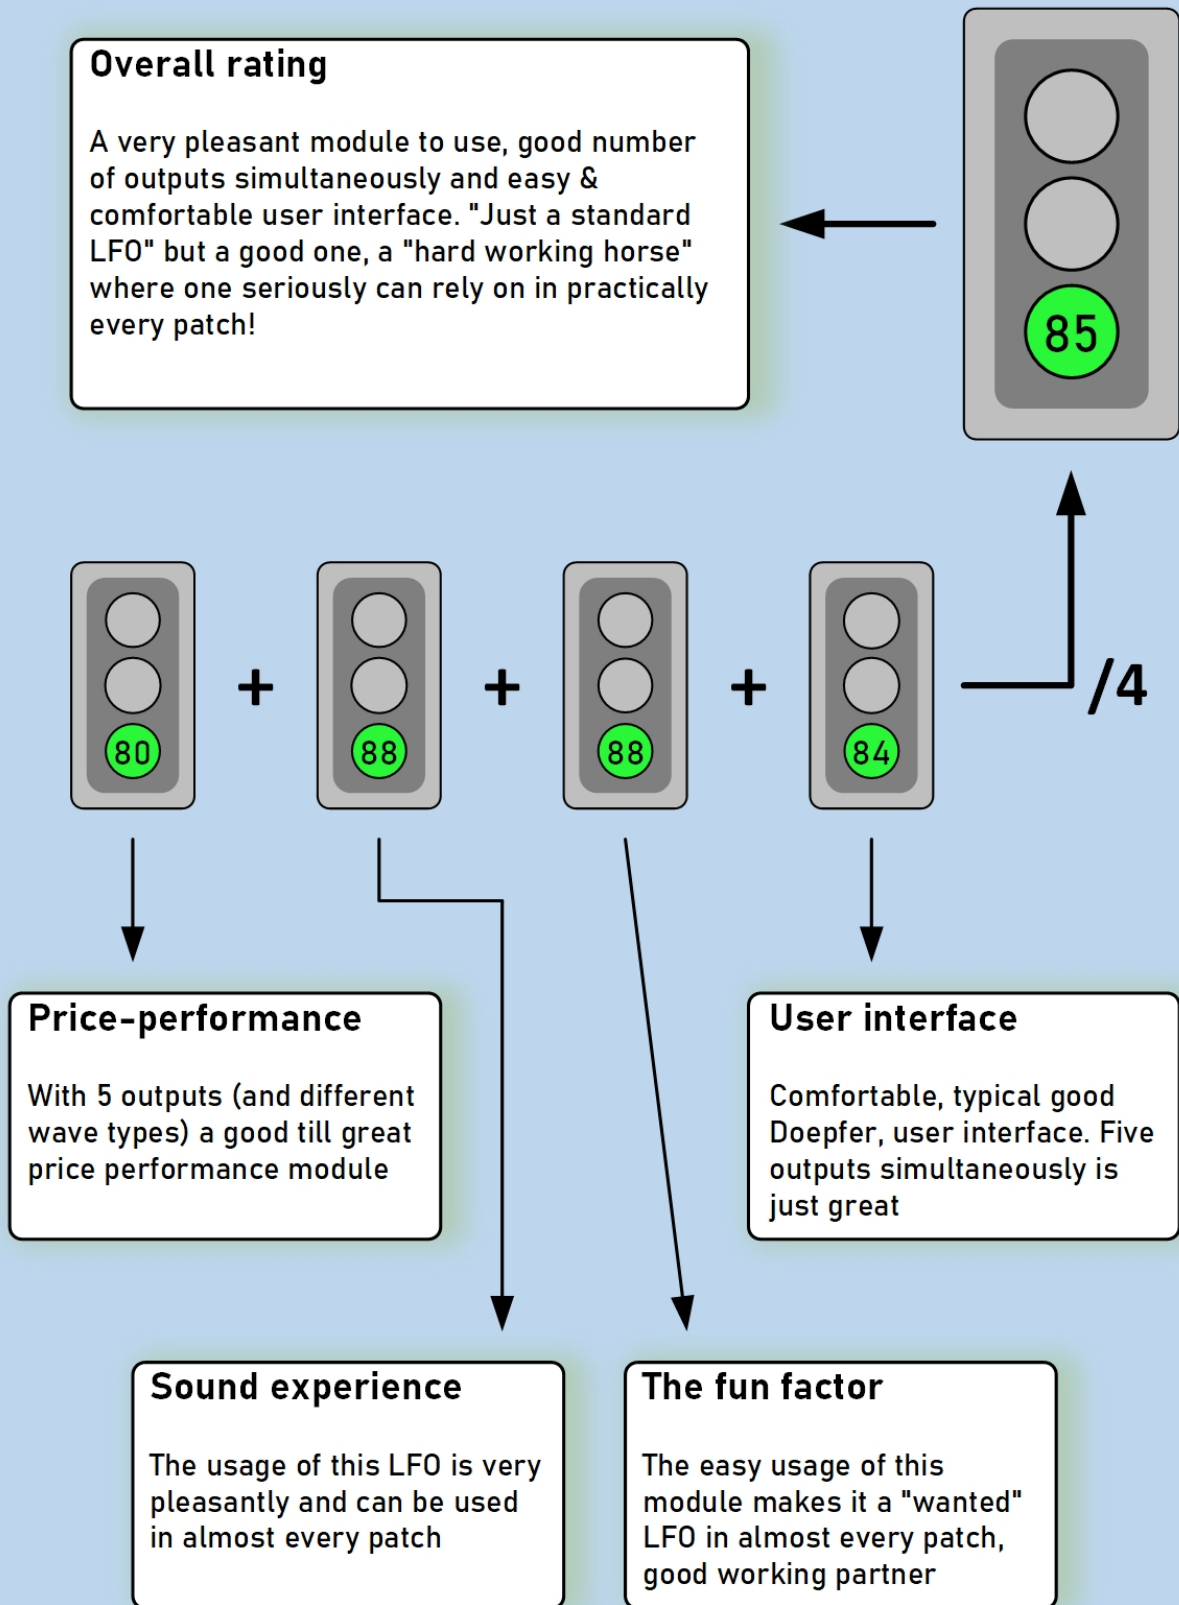 Overall rating
A very pleasant module to use, good number
of outputs simultaneously and easy &
comfortable user interface. "Just a standard
LFO" but a good one, a "hard working horse"
where one seriously can rely on in practically
every patch!
85
80
+
88
+
88
+
84
/4
Price-performance
With 5 outputs (and different
wave types) a good till great
price performance module
User interface
Comfortable, typical good
Doepfer, user interface. Five
outputs simultaneously is
just great
Sound experience
The usage of this LFO is very
pleasantly and can be used
in almost every patch
The fun factor
The easy usage of this
module makes it a "wanted"
LFO in almost every patch,
good working partner